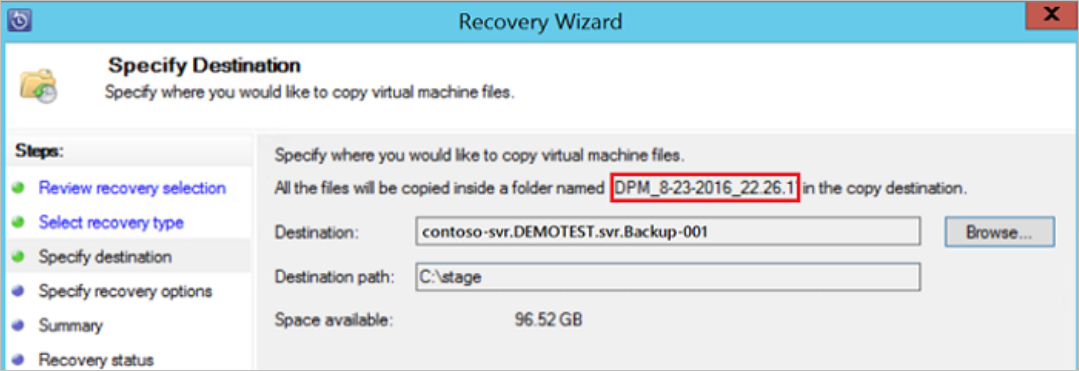 Recovery Wizard
X
Specify Destination
Specify where you would like to copy virtual machine files.
Steps:
Review recovery selection
Select recovery type
Specify destination
Specify recovery options
Summary
Recovery status
Specify where you would like to copy virtual machine files.
All the files will be copied inside a folder named DPM_8-23-2016_22.26.1 in the copy destination.
Destination: contoso-svr.DEMOTEST.svr.Backup-001 Browse...
Destination path: C:\stage
Space available: 96.52 GB